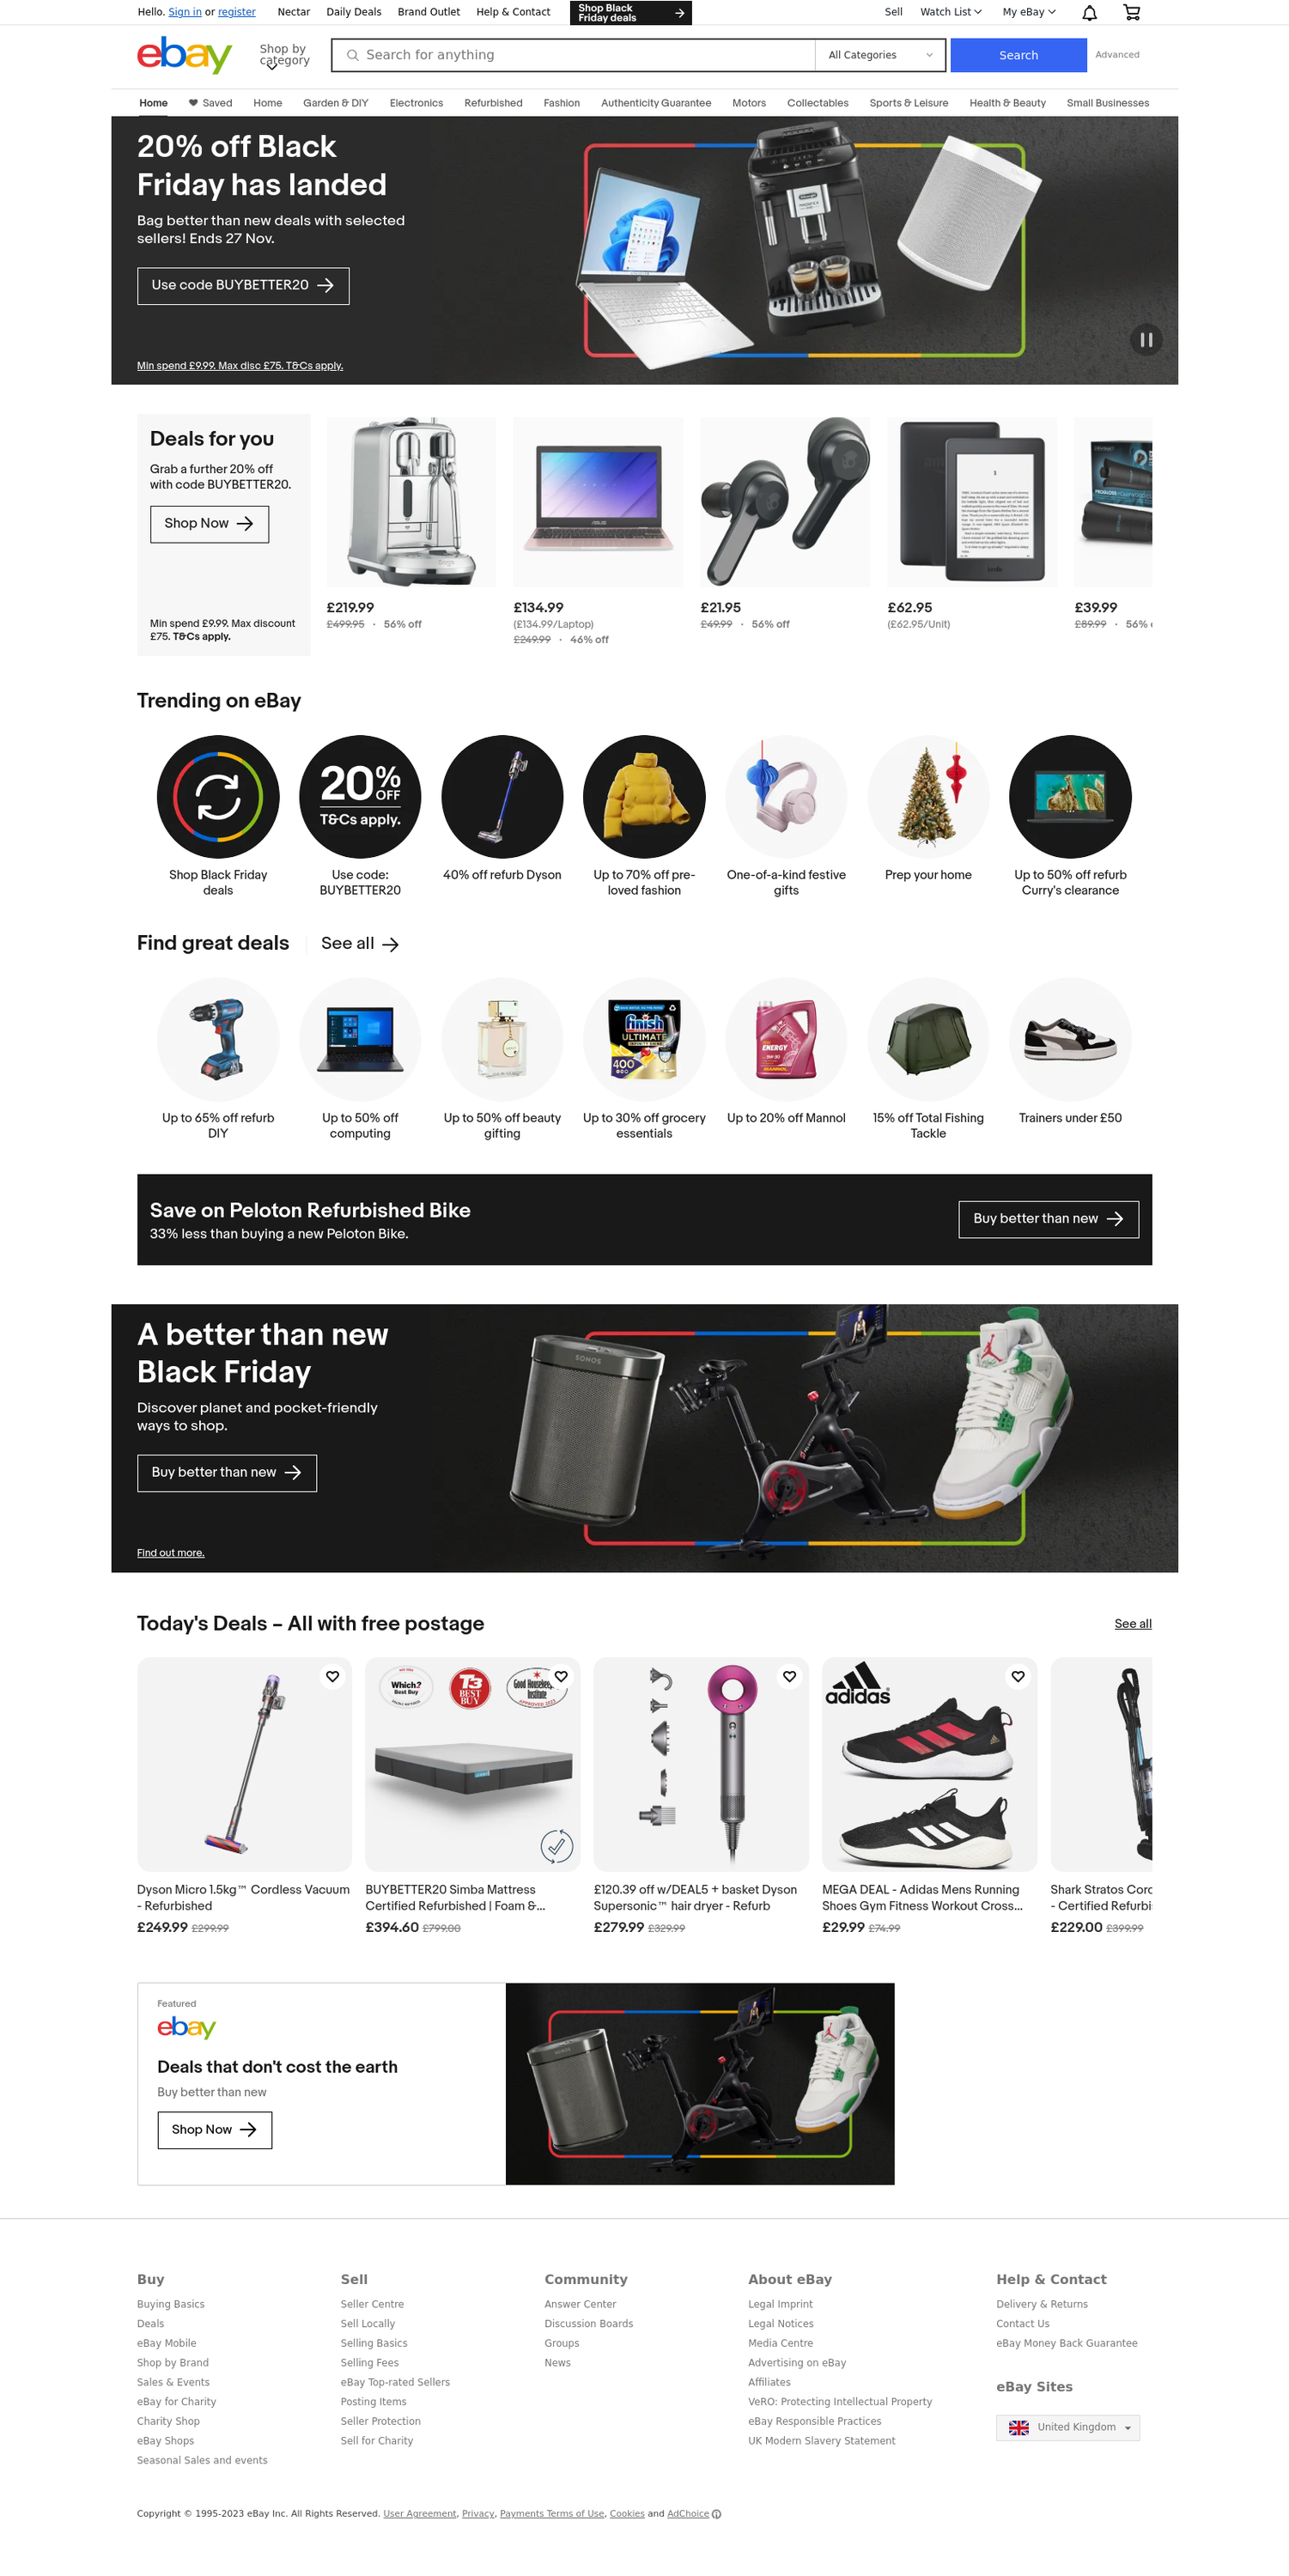 Hello. Sign in or register
Nectar
Daily Deals
Brand Outlet
Help & Contact
Shop Black
Friday deals
Sell
Watch List
My eBay
ebay
Shop by
category
Search for anything
All Categories
Search
Advanced
Home
Saved
Home
Garden & DIY
Electronics
Refurbished
Fashion
Authenticity Guarantee
Motors
Collectables
Sports & Leisure
Health & Beauty
Small Businesses
20% off Black
Friday has landed
Bag better than new deals with selected
sellers! Ends 27 Nov.
Use code BUYBETTER20
Min spend £9.99. Max disc £75. T&Cs apply.
Deals for you
Grab a further 20% off
with code BUYBETTER20.
Shop Now
Min spend £9.99. Max discount
£75. T&Cs apply.
£219.99
£499.95 · 56% off
£134.99
(£134.99/Laptop)
£249.99 · 46% off
£21.95
£49.99 · 56% off
£62.95
(£62.95/Unit)
£39.99
£89.99 · 56%
Trending on eBay
20%
OFF
T&Cs apply.
Shop Black Friday
deals
Use code:
BUYBETTER20
40% off refurb Dyson
Up to 70% off pre-
loved fashion
One-of-a-kind festive
gifts
Prep your home
Up to 50% off refurb
Curry's clearance
Find great deals
See all
finish
ULTIMATE
400
ENERGY
MANNOL
Up to 65% off refurb
DIY
Up to 50% off
computing
Up to 50% off beauty
gifting
Up to 30% off grocery
essentials
Up to 20% off Mannol
15% off Total Fishing
Tackle
Trainers under £50
Save on Peloton Refurbished Bike
33% less than buying a new Peloton Bike.
Buy better than new
A better than new
Black Friday
Discover planet and pocket-friendly
ways to shop.
Buy better than new
Find out more.
SONOS
Today's Deals – All with free postage
See all
Which?
Best Buy
T3
BEST
BUY
Good Housekeeping
Institute
APPROVED 2023
adidas
Dyson Micro 1.5kg™ Cordless Vacuum
- Refurbished
£249.99 £299.99
BUYBETTER20 Simba Mattress
Certified Refurbished | Foam &...
£394.60 £799.00
£120.39 off w/DEAL5 + basket Dyson
Supersonic™ hair dryer - Refurb
£279.99 £329.99
MEGA DEAL - Adidas Mens Running
Shoes Gym Fitness Workout Cross...
£29.99 £74.99
Shark Stratos Cord
- Certified Refurbi
£229.00 £399.99
Featured
ebay
Deals that don't cost the earth
Buy better than new
Shop Now
Buy
Buying Basics
Deals
eBay Mobile
Shop by Brand
Sales & Events
eBay for Charity
Charity Shop
eBay Shops
Seasonal Sales and events
Sell
Seller Centre
Sell Locally
Selling Basics
Selling Fees
eBay Top-rated Sellers
Posting Items
Seller Protection
Sell for Charity
Community
Answer Center
Discussion Boards
Groups
News
About eBay
Legal Imprint
Legal Notices
Media Centre
Advertising on eBay
Affiliates
VeRO: Protecting Intellectual Property
eBay Responsible Practices
UK Modern Slavery Statement
Help & Contact
Delivery & Returns
Contact Us
eBay Money Back Guarantee
eBay Sites
United Kingdom
Copyright © 1995-2023 eBay Inc. All Rights Reserved. User Agreement, Privacy, Payments Terms of Use, Cookies and AdChoice